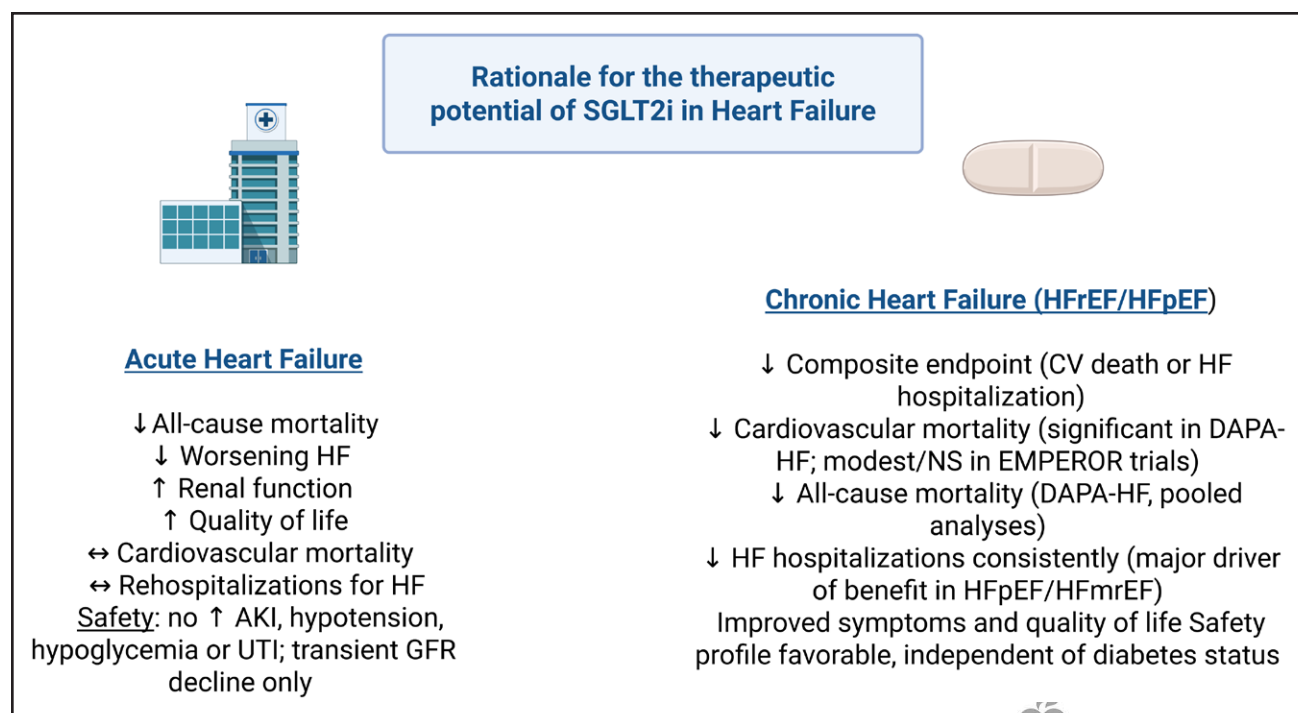 Rationale for the therapeutic
potential of SGLT2i in Heart Failure
Acute Heart Failure
↓All-cause mortality
↓ Worsening HF
↑ Renal function
↑ Quality of life
↔ Cardiovascular mortality
↔ Rehospitalizations for HF
Safety: no ↑ AKI, hypotension,
hypoglycemia or UTI; transient GFR
decline only
Chronic Heart Failure (HFrEF/HFpEF)
↓ Composite endpoint (CV death or HF
hospitalization)
↓ Cardiovascular mortality (significant in DAPA-
HF; modest/NS in EMPEROR trials)
↓ All-cause mortality (DAPA-HF, pooled
analyses)
↓ HF hospitalizations consistently (major driver
of benefit in HFpEF/HFmrEF)
Improved symptoms and quality of life Safety
profile favorable, independent of diabetes status